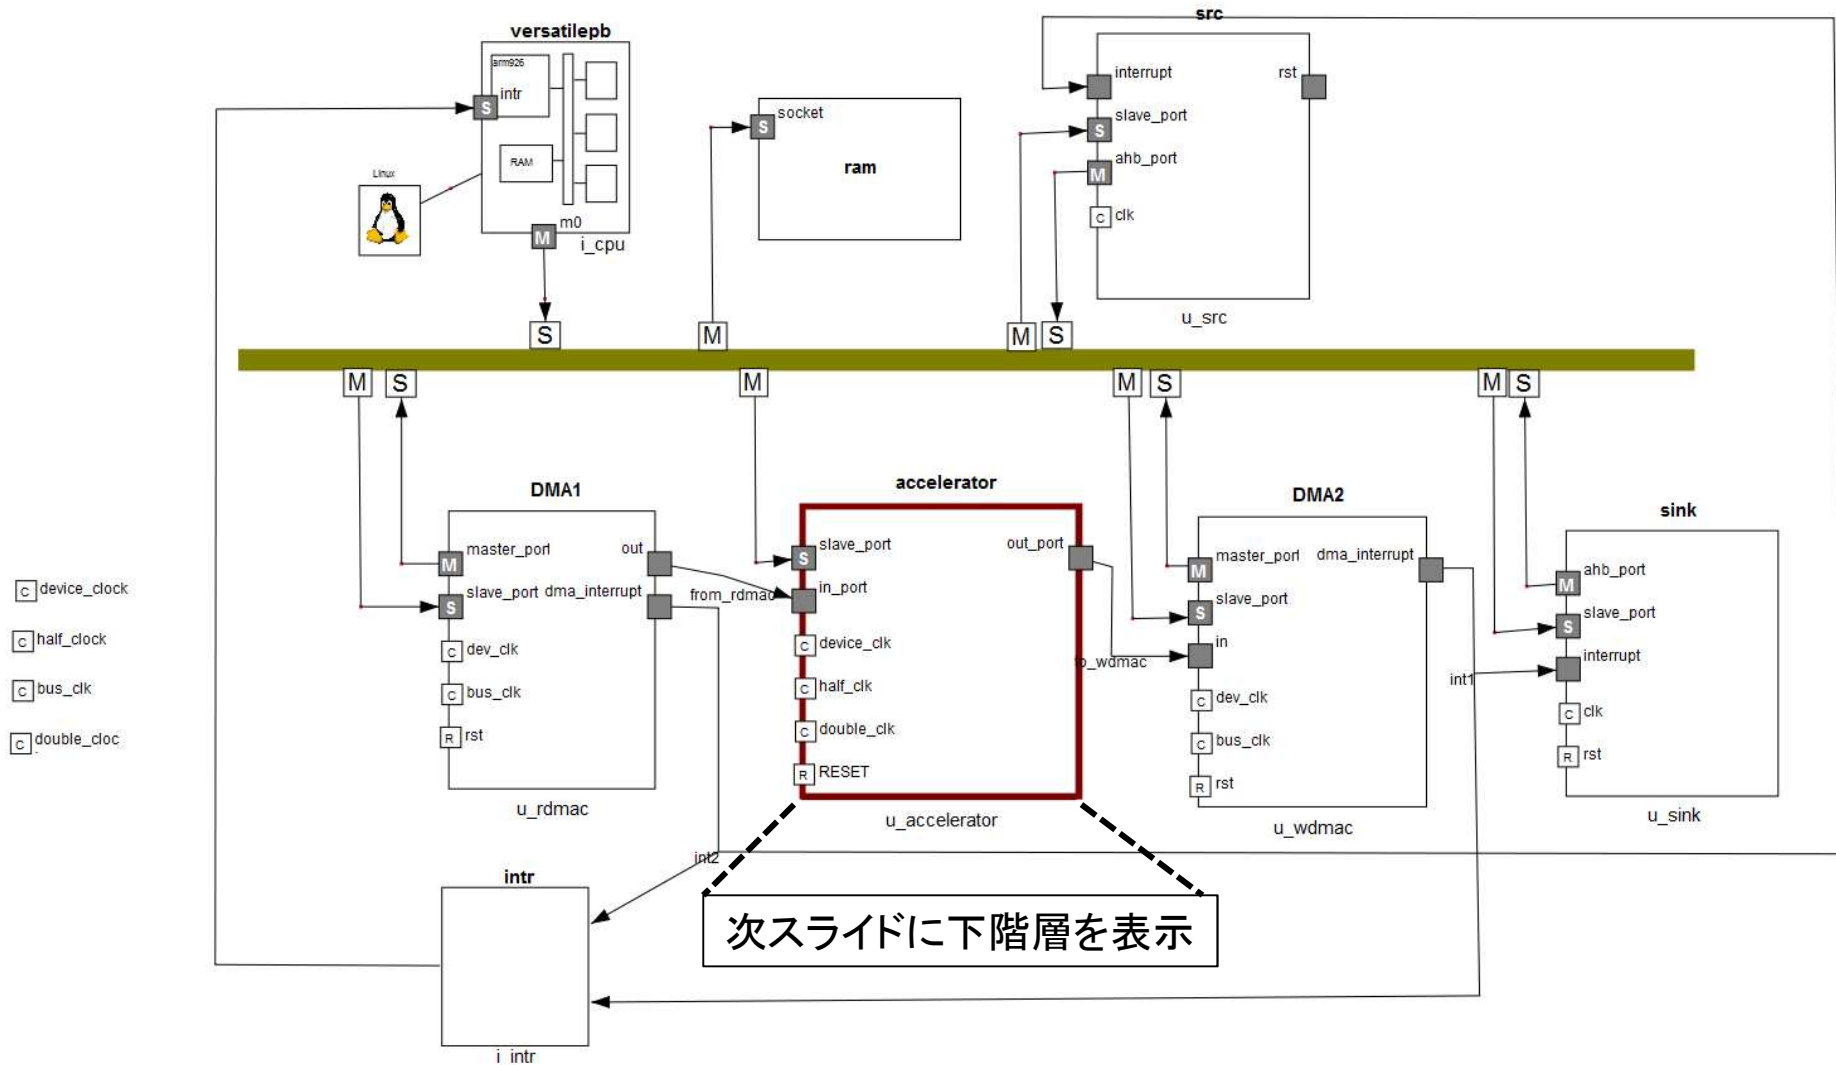 versatilepb
arm926
S
intr
RAM
Linux
M
m0
i_cpu
S
socket
ram
src
interrupt
rst
S
slave_port
M
ahb_port
C
clk
u_src
S
M
M
S
M
S
M
M
S
M
S
DMA1
M
master_port
out
S
slave_port
dma_interrupt
C
dev_clk
C
bus_clk
R
rst
u_rdmac
from_rdmac
accelerator
S
slave_port
out_port
in_port
C
device_clk
C
half_clk
C
double_clk
R
RESET
u_accelerator
to_wdmac
DMA2
M
master_port
dma_interrupt
S
slave_port
in
C
dev_clk
C
bus_clk
R
rst
u_wdmac
int1
sink
M
ahb_port
S
slave_port
interrupt
C
clk
R
rst
u_sink
C
device_clock
C
half_clock
C
bus_clk
C
double_cloc
int2
intr
i_intr
次スライドに下階層を表示